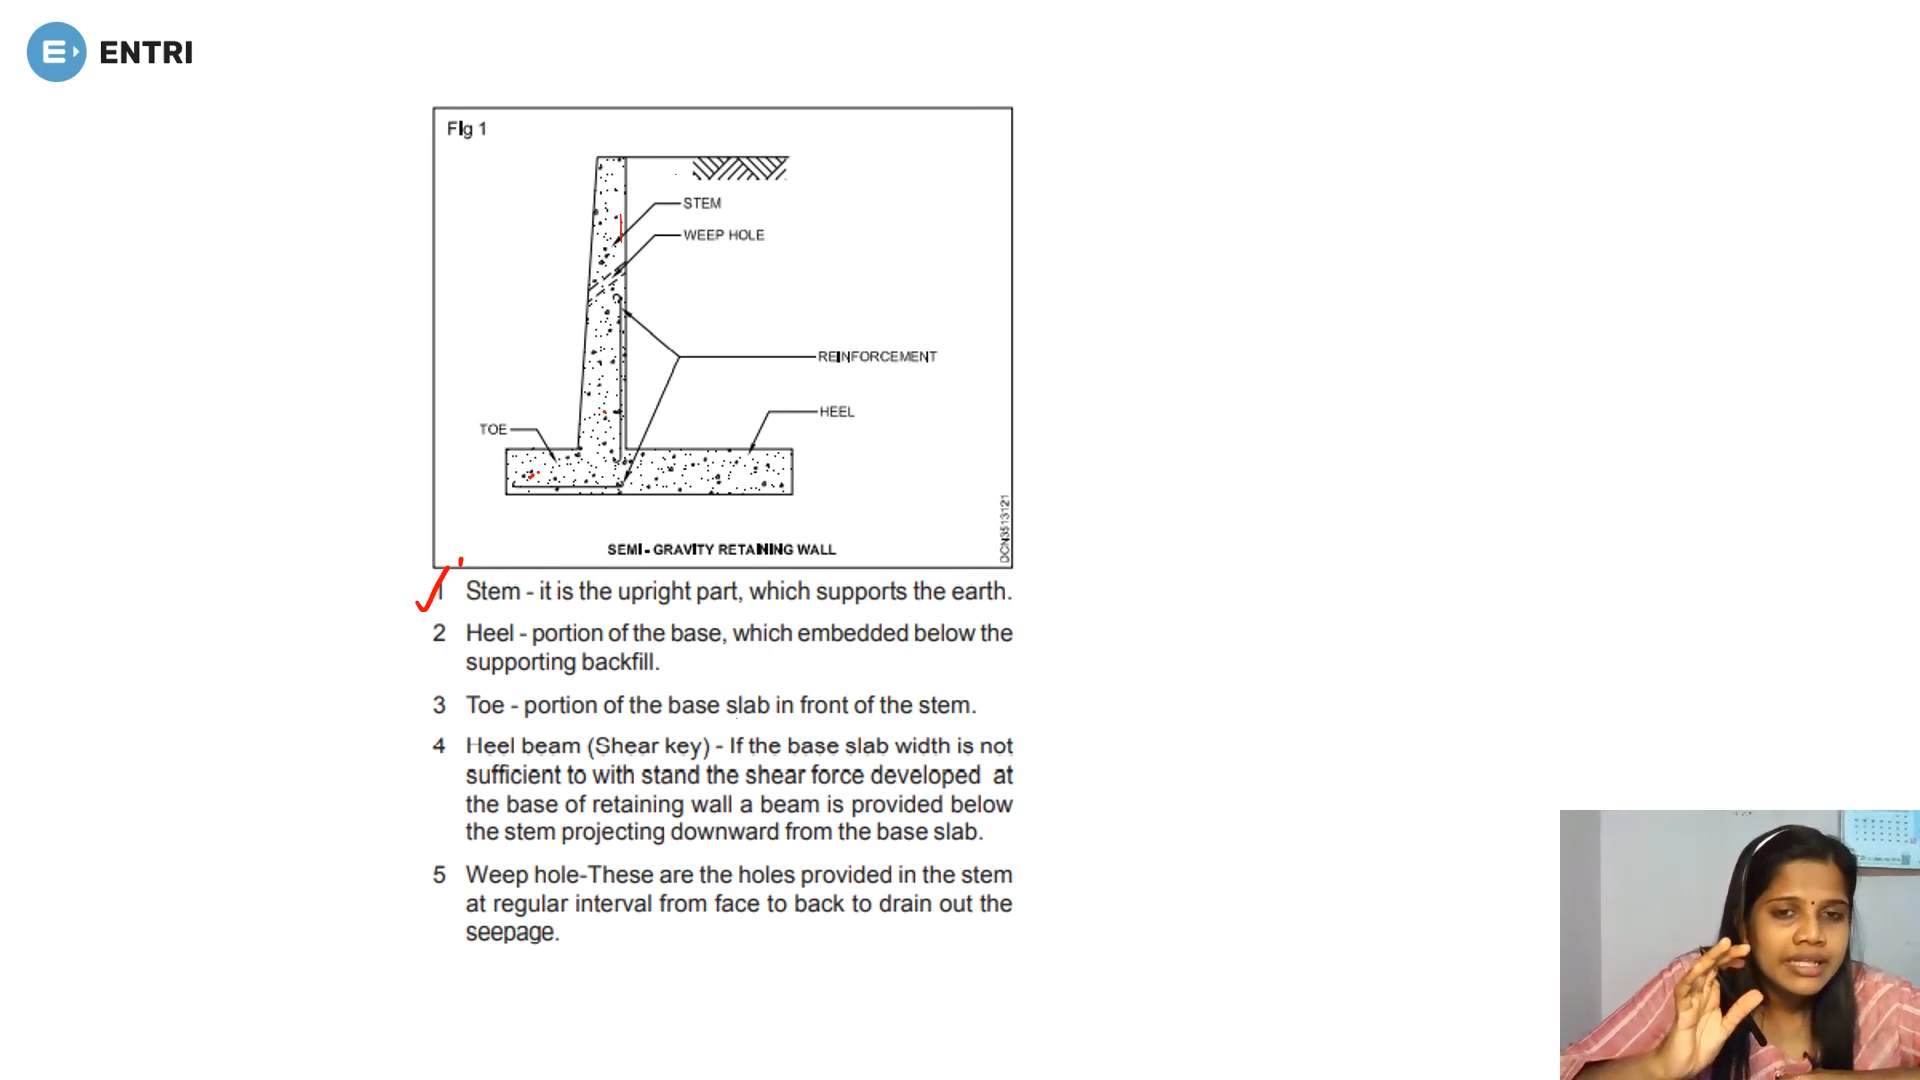 ENTRI
Fig 1
STEM
WEEP HOLE
REINFORCEMENT
HEEL
TOE
DCN3513121
SEMI - GRAVITY RETAINING WALL
1 Stem - it is the upright part, which supports the earth.
2 Heel - portion of the base, which embedded below the
supporting backfill.
3 Toe - portion of the base slab in front of the stem.
4 Heel beam (Shear key) - If the base slab width is not
sufficient to with stand the shear force developed at
the base of retaining wall a beam is provided below
the stem projecting downward from the base slab.
5 Weep hole-These are the holes provided in the stem
at regular interval from face to back to drain out the
seepage.